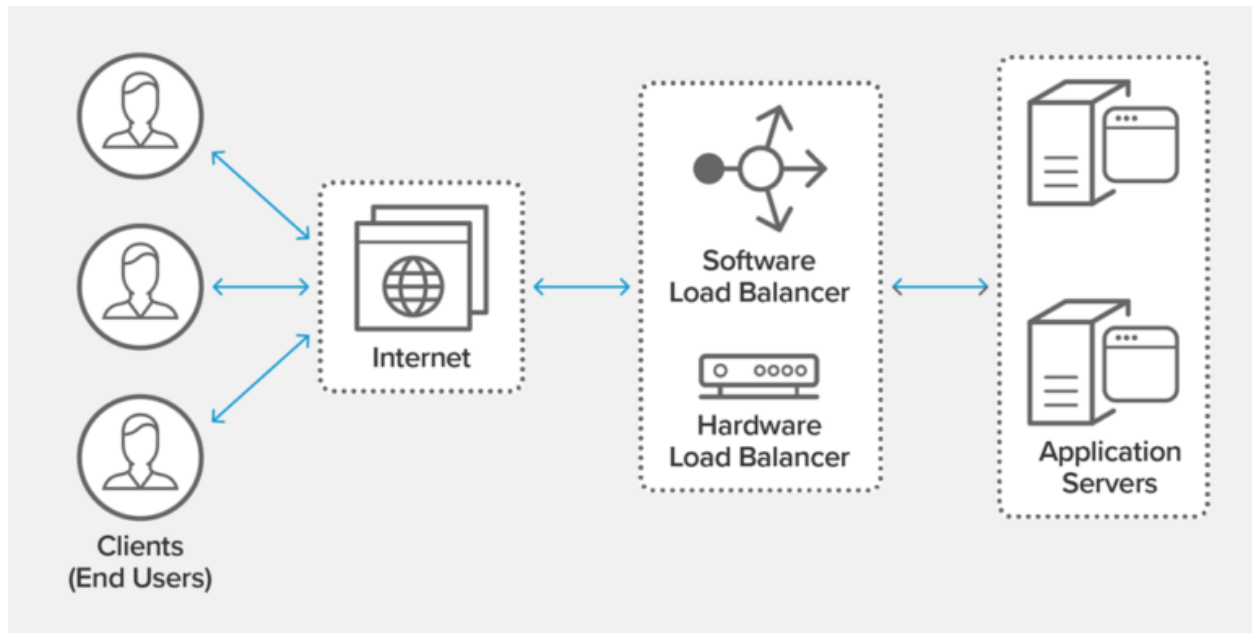 Clients
(End Users)
Internet
Software
Load Balancer
Hardware
Load Balancer
Application
Servers